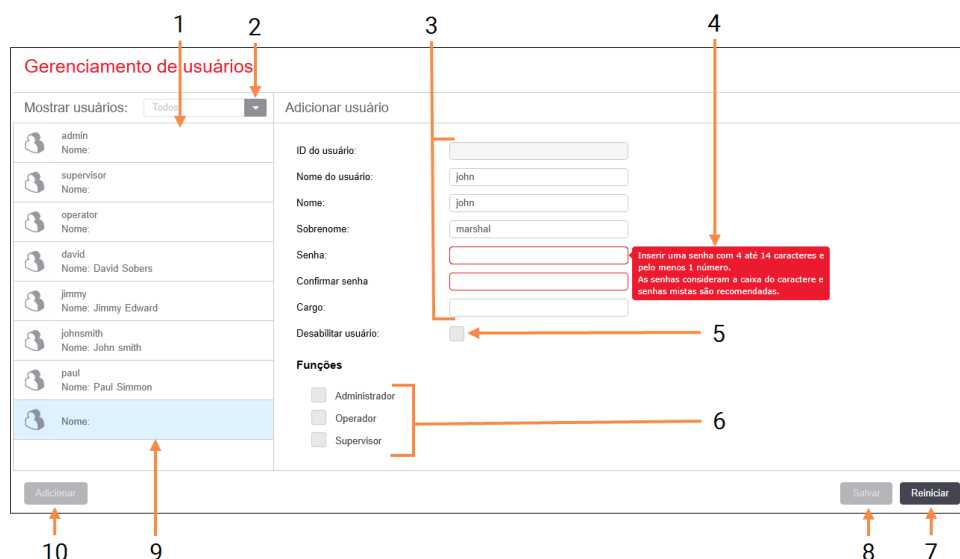 1
2
3
4
Gerenciamento de usuários
Mostrar usuários:
Todos
Adicionar usuário
admin
Nome:
supervisor
Nome:
operator
Nome:
david
Nome: David Sobers
jimmy
Nome: Jimmy Edward
johnsmith
Nome: John smith
paul
Nome: Paul Simmon
Nome:
ID do usuário:
Nome do usuário:
john
Nome:
john
Sobrenome:
marshal
Senha:
Inserir uma senha com 4 até 14 caracteres e
pelo menos 1 número.
As senhas consideram a caixa do caractere e
senhas mistas são recomendadas.
Confirmar senha
Cargo:
Desabilitar usuário:
5
Funções
Administrador
Operador
Supervisor
6
Adicionar
Salvar
Reiniciar
10
9
8
7